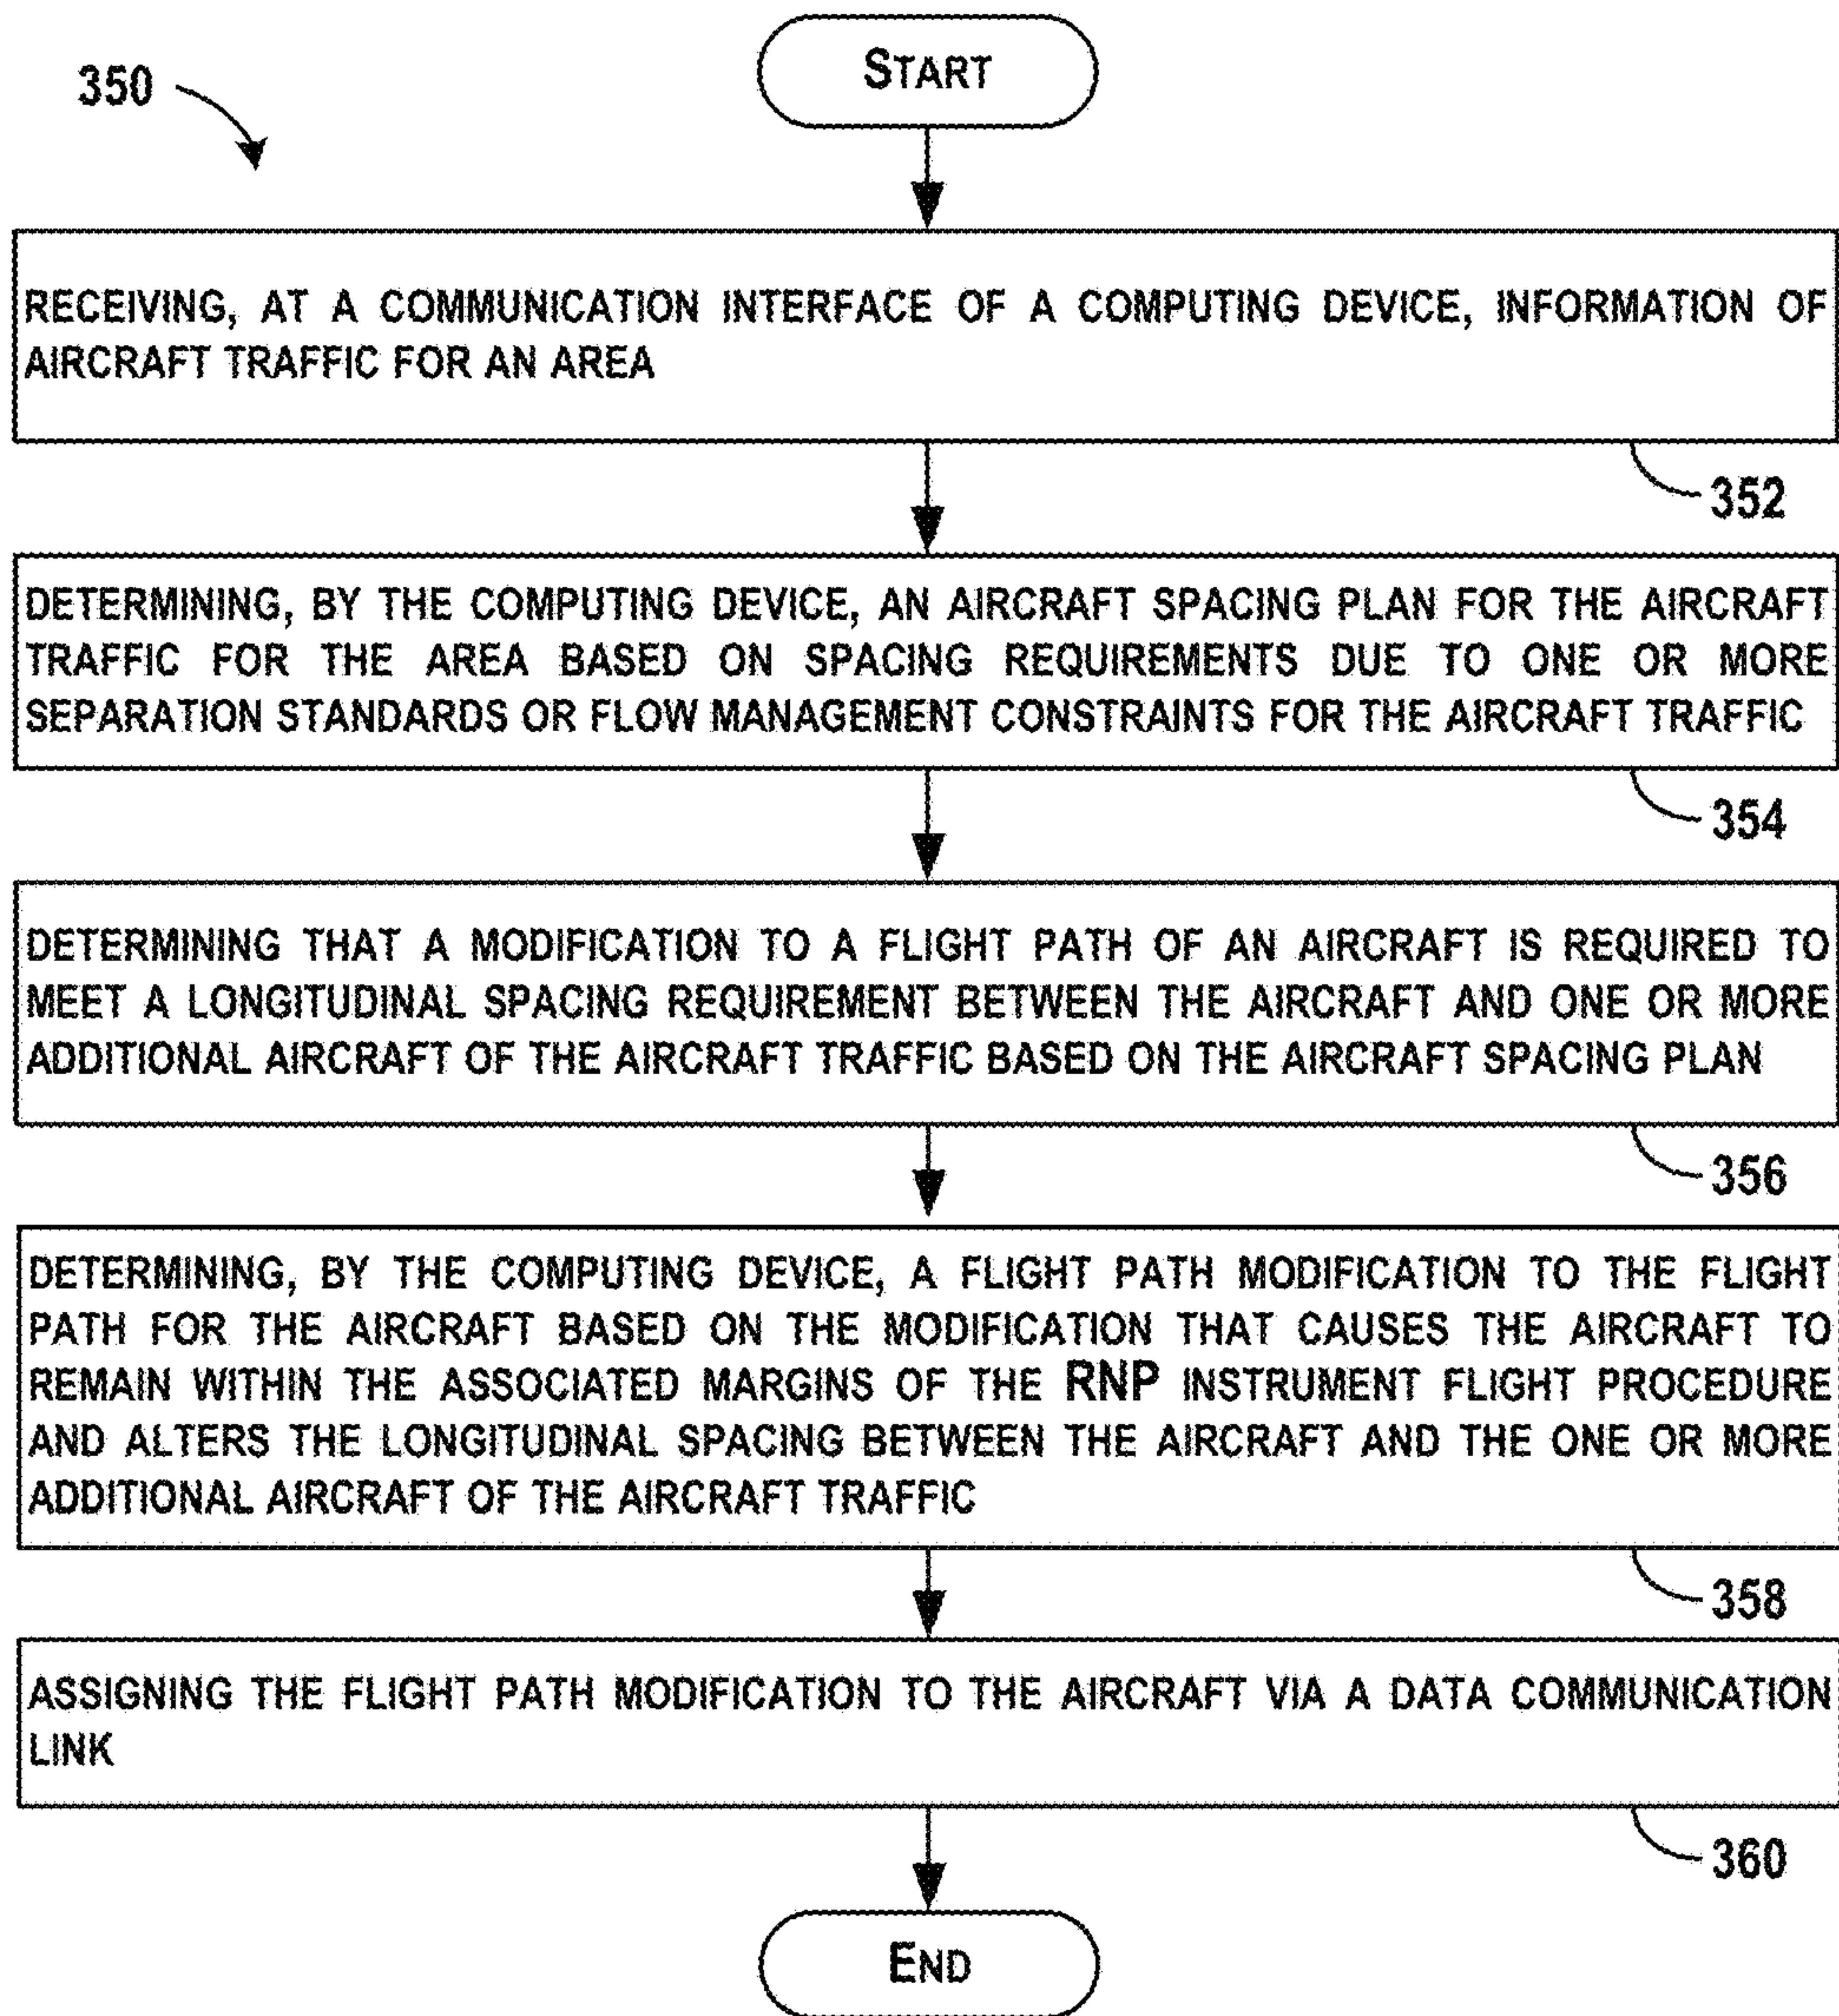 START
350
RECEIVING, AT A COMMUNICATION INTERFACE OF A COMPUTING DEVICE, INFORMATION OF
AIRCRAFT TRAFFIC FOR AN AREA
352
DETERMINING, BY THE COMPUTING DEVICE, AN AIRCRAFT SPACING PLAN FOR THE AIRCRAFT
TRAFFIC FOR THE AREA BASED ON SPACING REQUIREMENTS DUE TO ONE OR MORE
SEPARATION STANDARDS OR FLOW MANAGEMENT CONSTRAINTS FOR THE AIRCRAFT TRAFFIC
354
DETERMINING THAT A MODIFICATION TO A FLIGHT PATH OF AN AIRCRAFT IS REQUIRED TO
MEET A LONGITUDINAL SPACING REQUIREMENT BETWEEN THE AIRCRAFT AND ONE OR MORE
ADDITIONAL AIRCRAFT OF THE AIRCRAFT TRAFFIC BASED ON THE AIRCRAFT SPACING PLAN
356
DETERMINING, BY THE COMPUTING DEVICE, A FLIGHT PATH MODIFICATION TO THE FLIGHT
PATH FOR THE AIRCRAFT BASED ON THE MODIFICATION THAT CAUSES THE AIRCRAFT TO
REMAIN WITHIN THE ASSOCIATED MARGINS OF THE RNP INSTRUMENT FLIGHT PROCEDURE
AND ALTERS THE LONGITUDINAL SPACING BETWEEN THE AIRCRAFT AND THE ONE OR MORE
ADDITIONAL AIRCRAFT OF THE AIRCRAFT TRAFFIC
358
ASSIGNING THE FLIGHT PATH MODIFICATION TO THE AIRCRAFT VIA A DATA COMMUNICATION
LINK
360
END